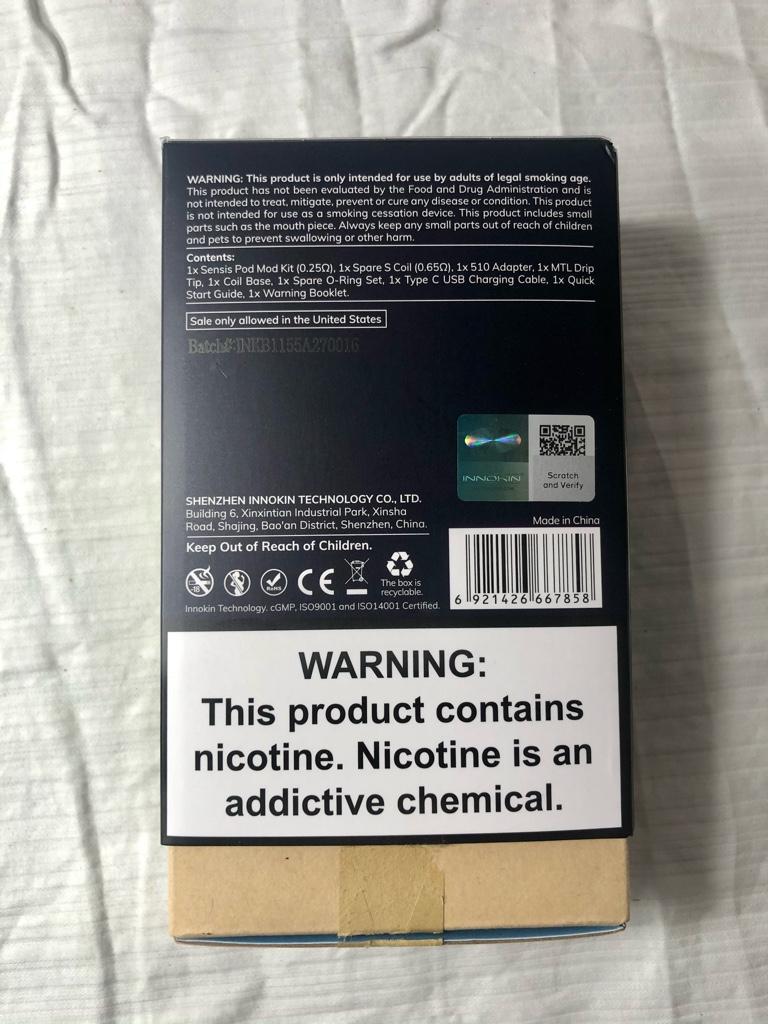 WARNING: This product is only intended for use by adults of legal smoking age.
This product has not been evaluated by the Food and Drug Administration and is
not intended to treat, mitigate, prevent or cure any disease or condition. This product
is not intended for use as a smoking cessation device. This product includes small
parts such as the mouth piece. Always keep any small parts out of reach of children
and pets to prevent swallowing or other harm.
Contents:
1x Sensis Pod Mod Kit (0.25Ω), 1x Spare S Coil (0.65Ω), 1x 510 Adapter, 1x MTL Drip
Tip, 1x Coil Base, 1x Spare O-Ring Set, 1x Type C USB Charging Cable, 1x Quick
Start Guide, 1x Warning Booklet.
Sale only allowed in the United States
Batch#:INKB1155A270016
INNOKIN
Scratch
and Verify
SHENZHEN INNOKIN TECHNOLOGY CO., LTD.
Building 6, Xinxintian Industrial Park, Xinsha
Road, Shajing, Bao'an District, Shenzhen, China.
Made in China
Keep Out of Reach of Children.
-18
RoHS
CE
The box is
recyclable.
6 921426 667858
Innokin Technology. cGMP, ISO9001 and ISO14001 Certified.
WARNING:
This product contains
nicotine. Nicotine is an
addictive chemical.